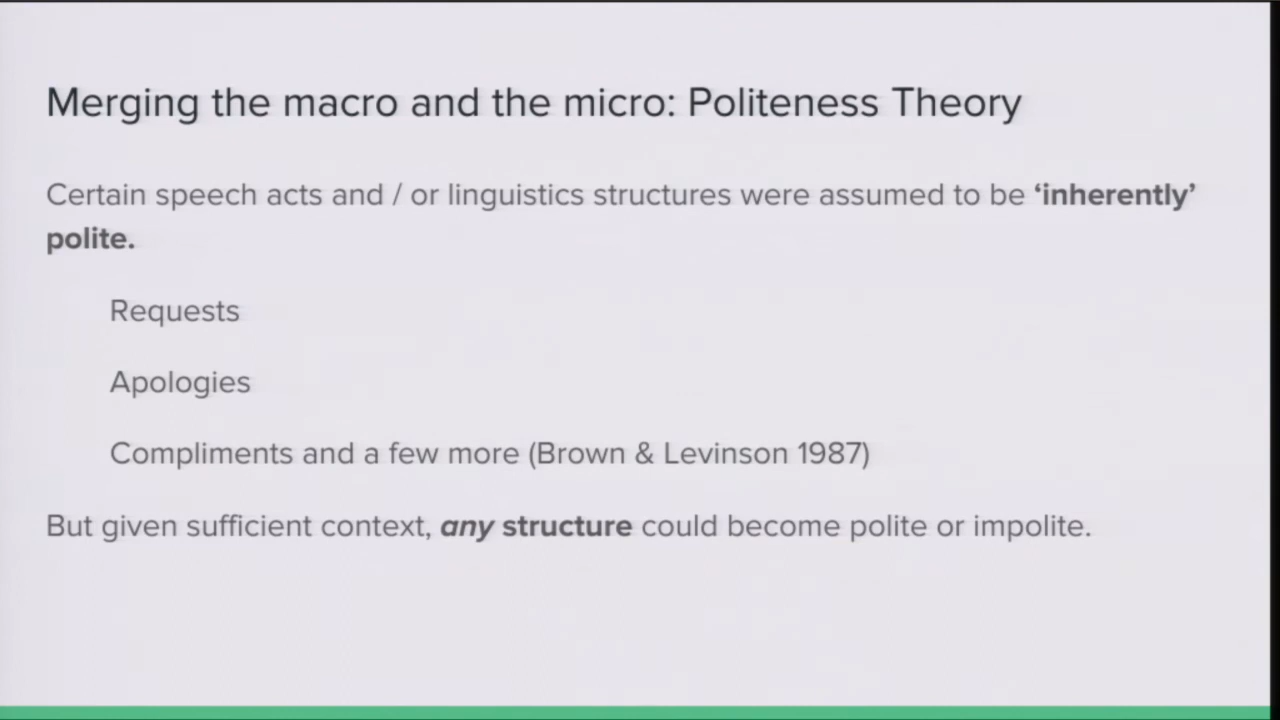 Merging the macro and the micro: Politeness Theory
Certain speech acts and / or linguistics structures were assumed to be ‘inherently’
polite.
Requests
Apologies
Compliments and a few more (Brown & Levinson 1987)
But given sufficient context, any structure could become polite or impolite.